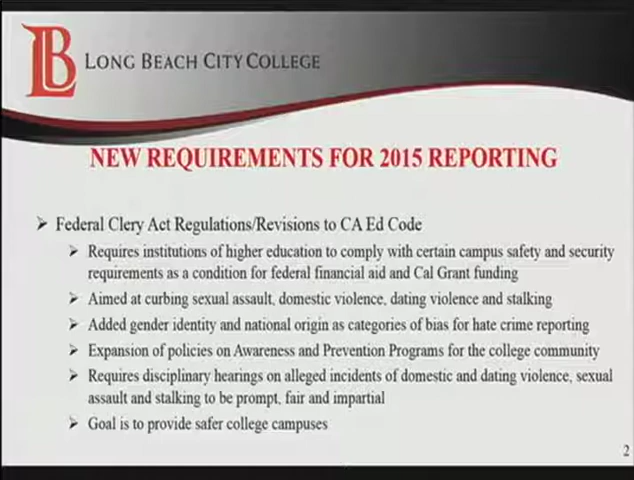 LB LONG BEACH CITY COLLEGE
NEW REQUIREMENTS FOR 2015 REPORTING
➢ Federal Clery Act Regulations/Revisions to CA Ed Code
➢ Requires institutions of higher education to comply with certain campus safety and security
requirements as a condition for federal financial aid and Cal Grant funding
➢ Aimed at curbing sexual assault, domestic violence, dating violence and stalking
➢ Added gender identity and national origin as categories of bias for hate crime reporting
➢ Expansion of policies on Awareness and Prevention Programs for the college community
➢ Requires disciplinary hearings on alleged incidents of domestic and dating violence, sexual
assault and stalking to be prompt, fair and impartial
➢ Goal is to provide safer college campuses
2